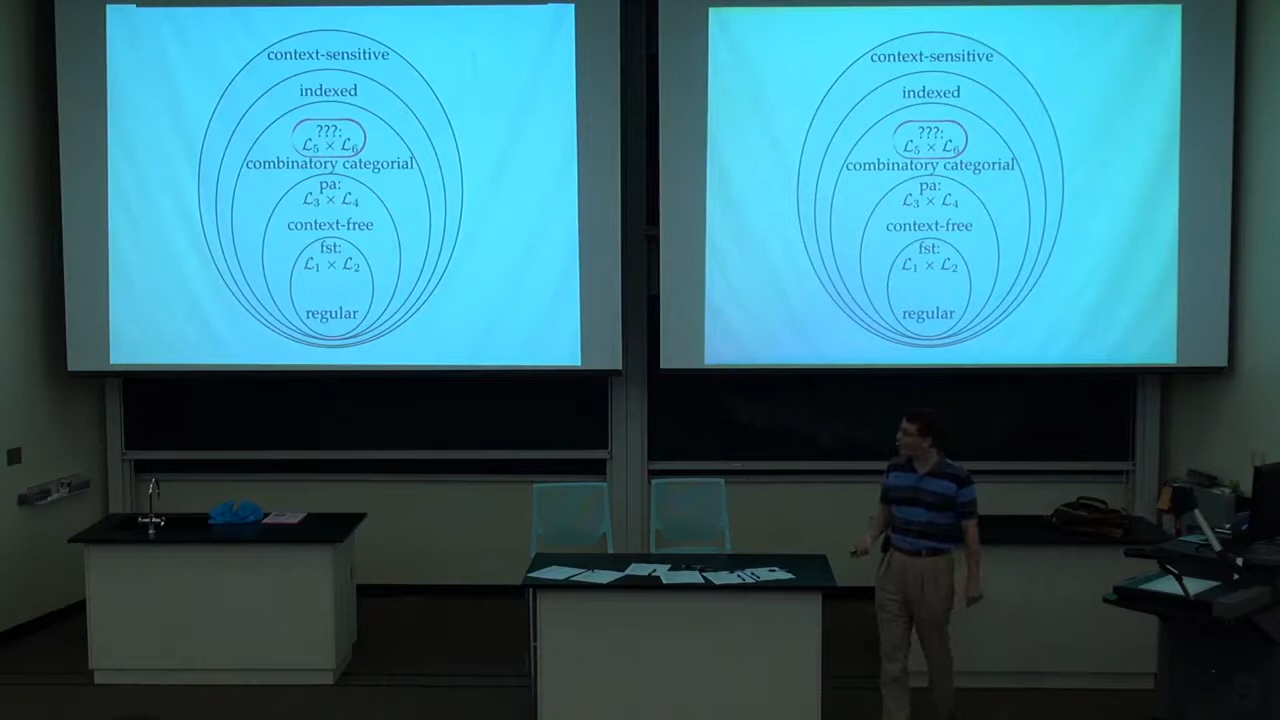 context-sensitive
indexed
???:
ℒ₅ × ℒ₆
combinatory categorial
pa:
ℒ₃ × ℒ₄
context-free
fst:
ℒ₁ × ℒ₂
regular
context-sensitive
indexed
???:
ℒ₅ × ℒ₆
combinatory categorial
pa:
ℒ₃ × ℒ₄
context-free
fst:
ℒ₁ × ℒ₂
regular